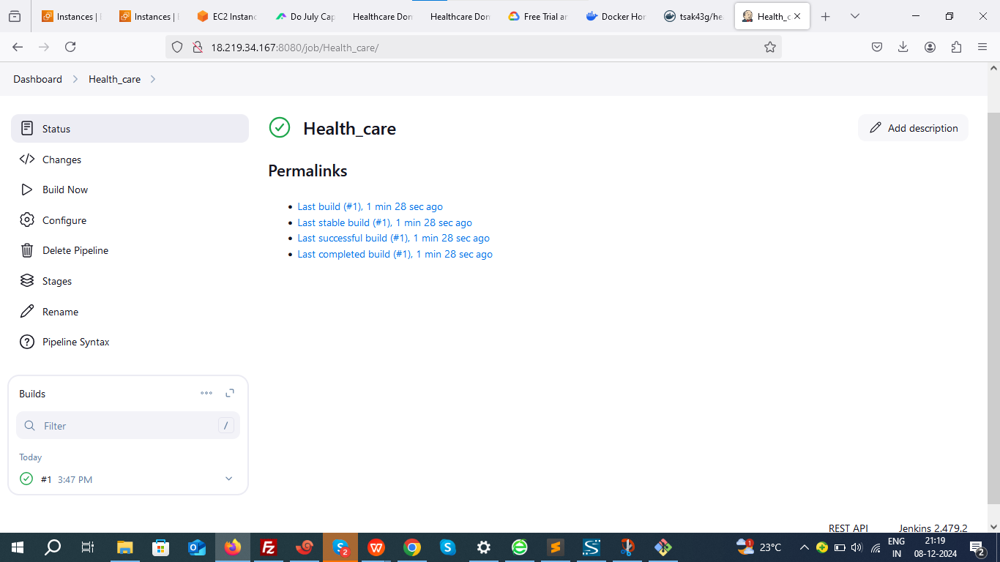 Instances | I
Instances | I
EC2 Instanc
Do July Cap
Healthcare Don
Healthcare Don
Free Trial an
Docker Hor
tsak43g/he
Health_c
18.219.34.167:8080/job/Health_care/
Dashboard
Health_care
Status
Changes
Build Now
Configure
Delete Pipeline
Stages
Rename
Pipeline Syntax
Health_care
Add description
Permalinks
Last build (#1), 1 min 28 sec ago
Last stable build (#1), 1 min 28 sec ago
Last successful build (#1), 1 min 28 sec ago
Last completed build (#1), 1 min 28 sec ago
Builds
Filter
/
Today
#1 3:47 PM
REST API
Jenkins 2.479.2
23°C
ENG
IN
21:19
08-12-2024
2